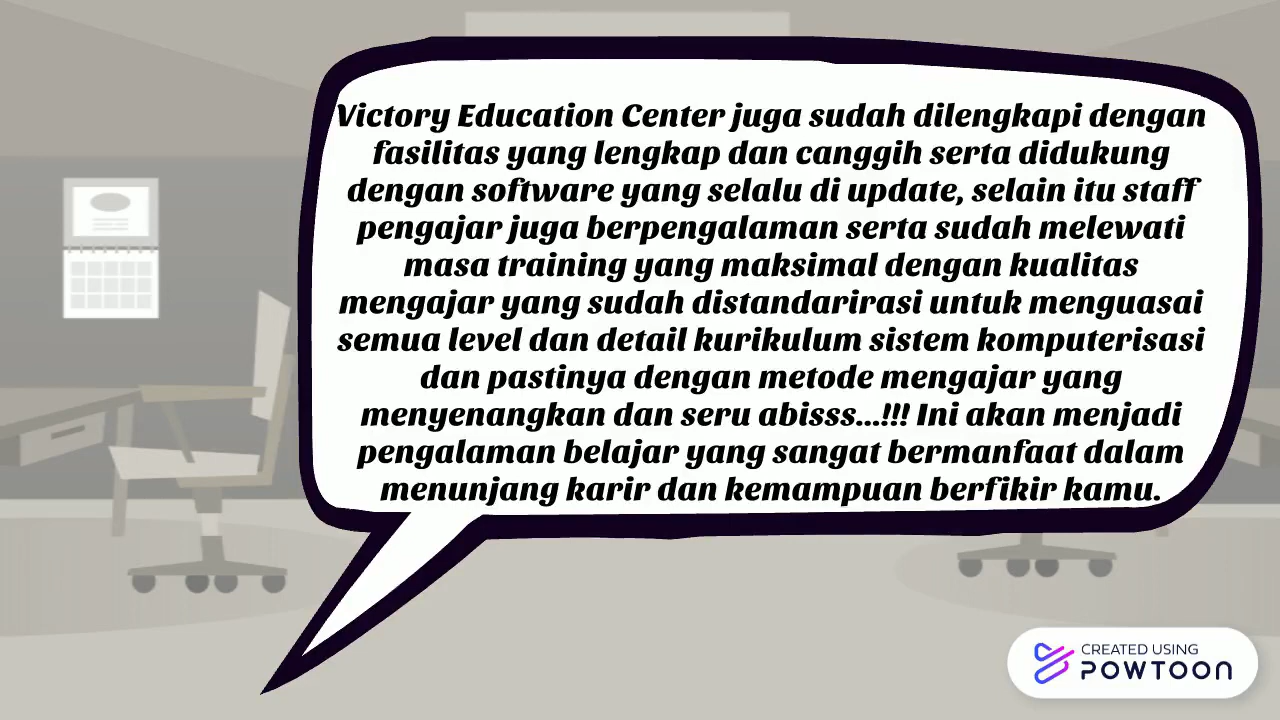 Victory Education Center juga sudah dilengkapi dengan
fasilitas yang lengkap dan canggih serta didukung
dengan software yang selalu di update, selain itu staff
pengajar juga berpengalaman serta sudah melewati
masa training yang maksimal dengan kualitas
mengajar yang sudah distandarirasi untuk menguasai
semua level dan detail kurikulum sistem komputerisasi
dan pastinya dengan metode mengajar yang
menyenangkan dan seru abisss...!!! Ini akan menjadi
pengalaman belajar yang sangat bermanfaat dalam
menunjang karir dan kemampuan berfikir kamu.
CREATED USING
POWTOON